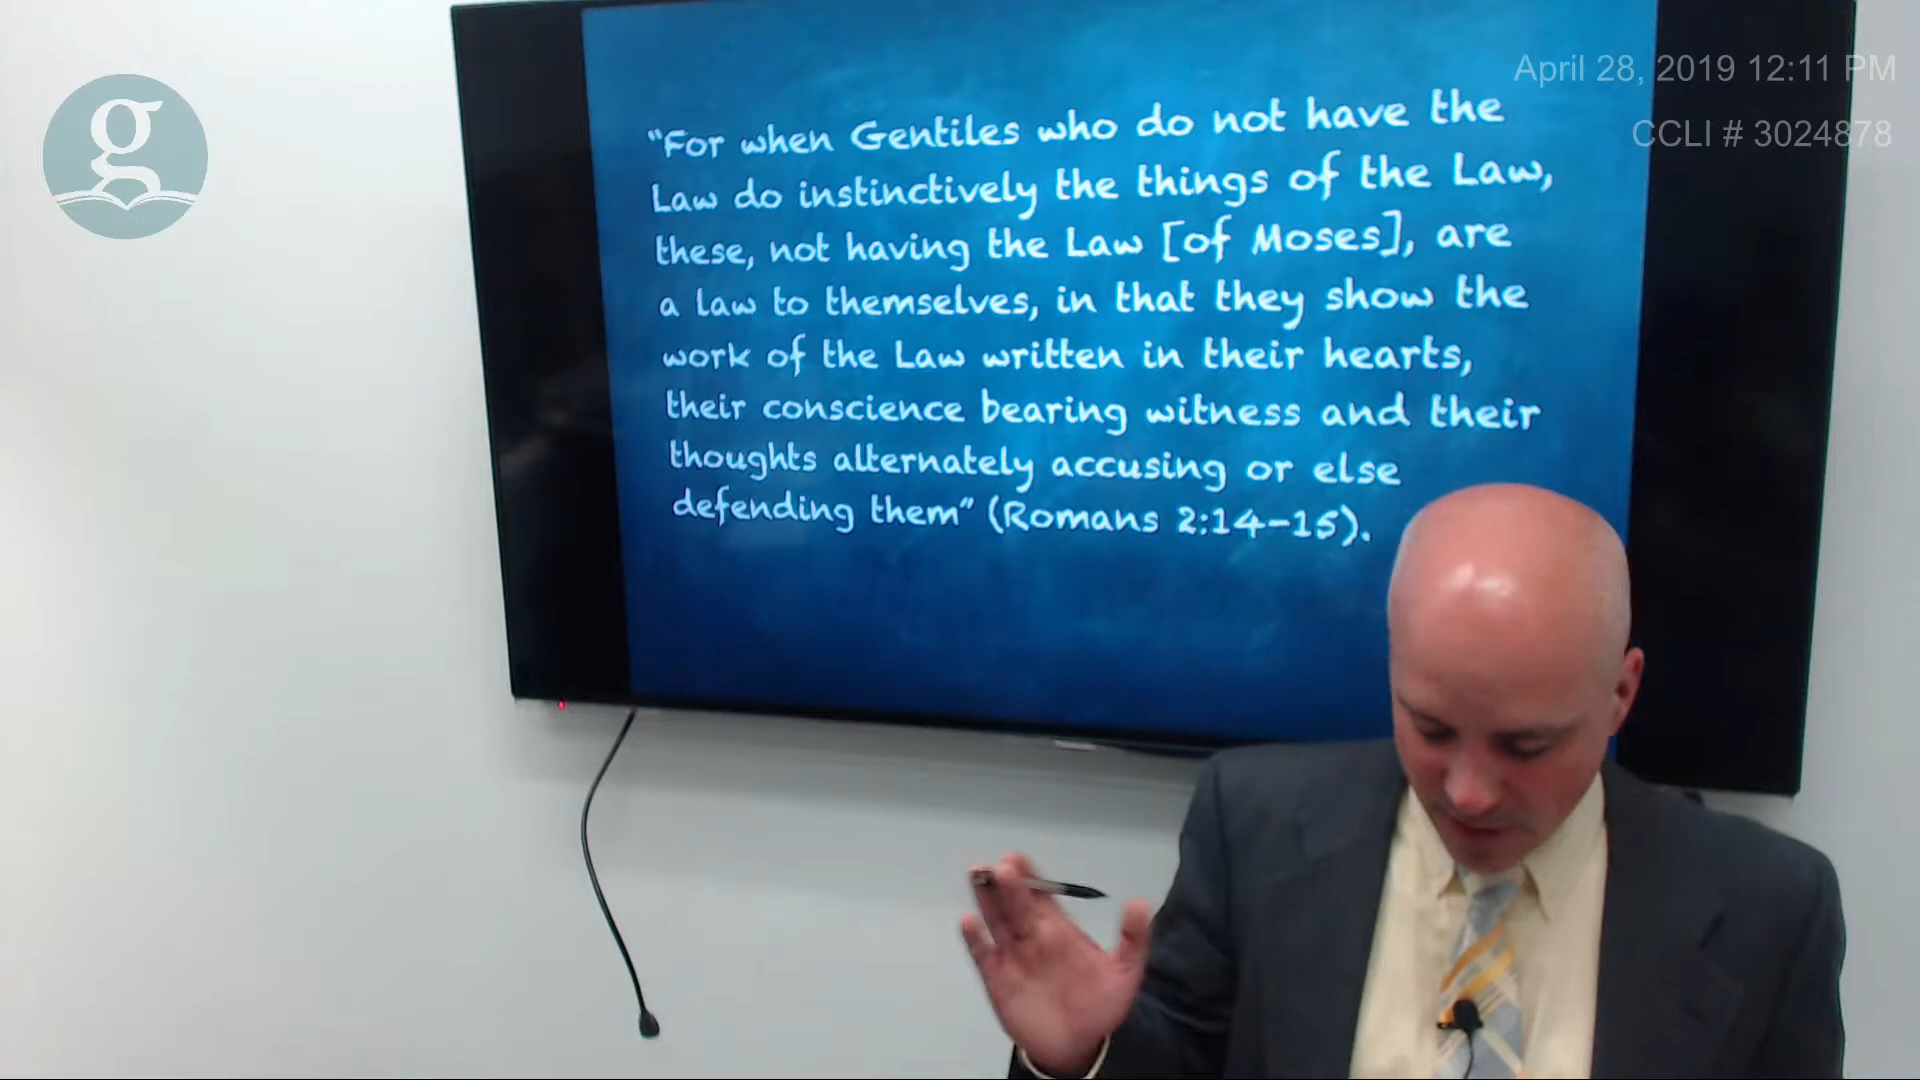 April 28, 2019 12:11 PM
CCLI # 3024878
g
"For when Gentiles who do not have the
Law do instinctively the things of the Law,
these, not having the Law [of Moses], are
a law to themselves, in that they show the
work of the Law written in their hearts,
their conscience bearing witness and their
thoughts alternately accusing or else
defending them" (Romans 2:14-15).